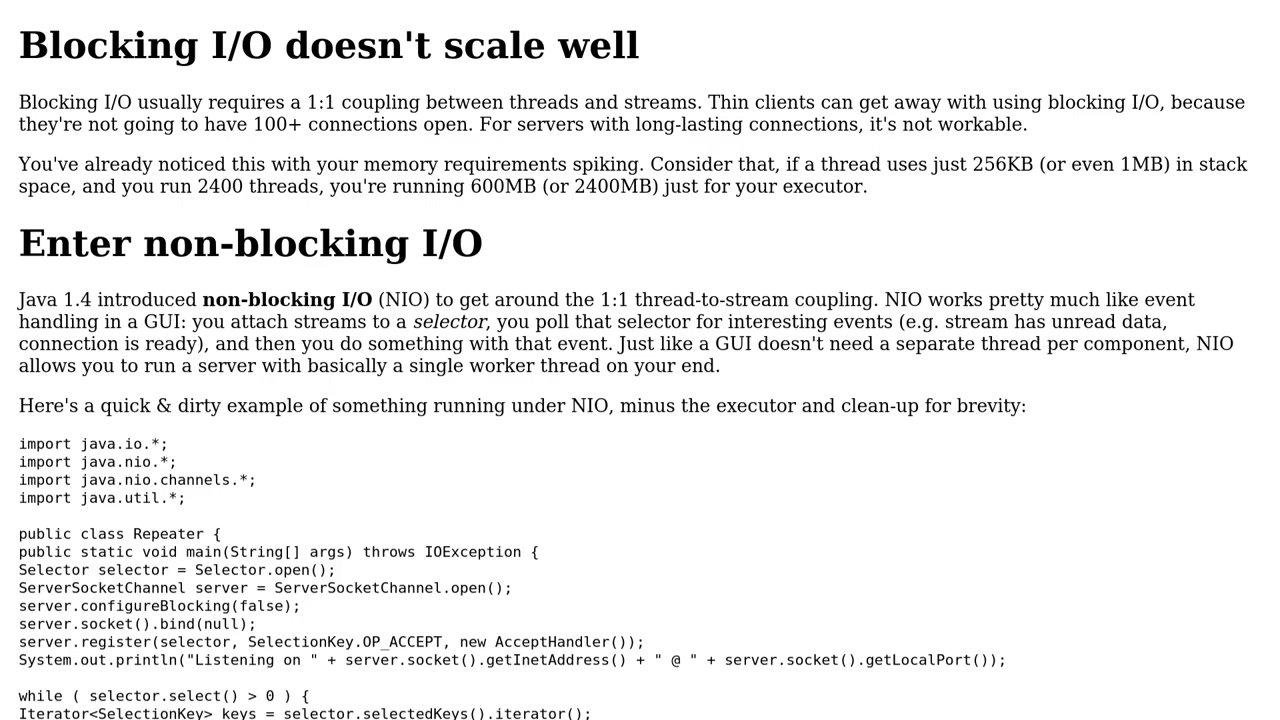 Blocking I/O doesn't scale well
Blocking I/O usually requires a 1:1 coupling between threads and streams. Thin clients can get away with using blocking I/O, because
they're not going to have 100+ connections open. For servers with long-lasting connections, it's not workable.
You've already noticed this with your memory requirements spiking. Consider that, if a thread uses just 256KB (or even 1MB) in stack
space, and you run 2400 threads, you're running 600MB (or 2400MB) just for your executor.
Enter non-blocking I/O
Java 1.4 introduced non-blocking I/O (NIO) to get around the 1:1 thread-to-stream coupling. NIO works pretty much like event
handling in a GUI: you attach streams to a selector, you poll that selector for interesting events (e.g. stream has unread data,
connection is ready), and then you do something with that event. Just like a GUI doesn't need a separate thread per component, NIO
allows you to run a server with basically a single worker thread on your end.
Here's a quick & dirty example of something running under NIO, minus the executor and clean-up for brevity:
import java.io.*;
import java.nio.*;
import java.nio.channels.*;
import java.util.*;
public class Repeater {
public static void main(String[] args) throws IOException {
Selector selector = Selector.open();
ServerSocketChannel server = ServerSocketChannel.open();
server.configureBlocking(false);
server.socket().bind(null);
server.register(selector, SelectionKey.OP_ACCEPT, new AcceptHandler());
System.out.println("Listening on " + server.socket().getInetAddress() + " @ " + server.socket().getLocalPort());
while ( selector.select() > 0 ) {
Iterator<SelectionKey> keys = selector.selectedKeys().iterator();